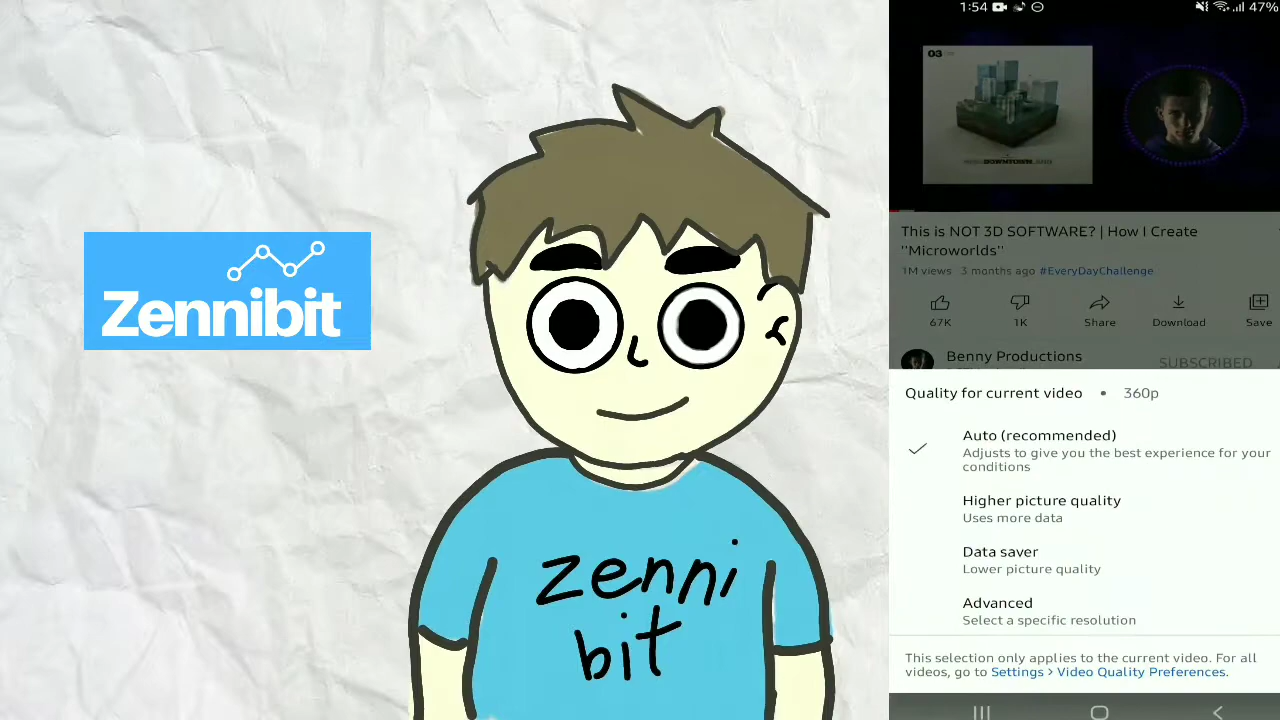 Zennibit
zenni
bit
1:54
47%
03
This is NOT 3D SOFTWARE? | How I Create
"Microworlds"
1M views 3 months ago #EveryDayChallenge
67K
1K
Share
Download
Save
Benny Productions
SUBSCRIBED
Quality for current video • 360p
Auto (recommended)
Adjusts to give you the best experience for your
conditions
Higher picture quality
Uses more data
Data saver
Lower picture quality
Advanced
Select a specific resolution
This selection only applies to the current video. For all
videos, go to Settings > Video Quality Preferences.